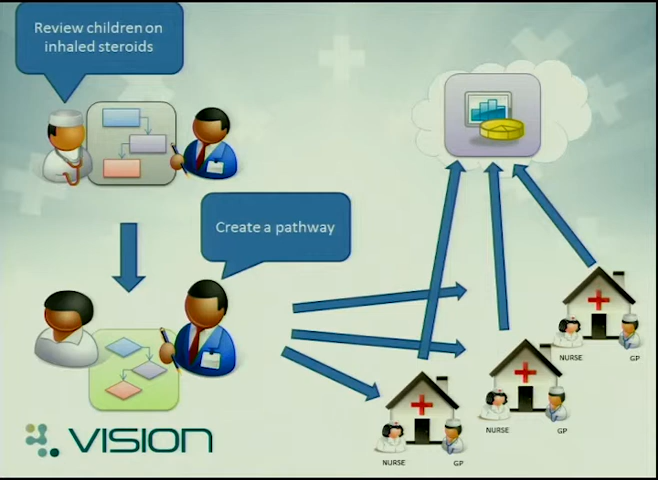 Review children on
inhaled steroids
Create a pathway
NURSE
GP
NURSE
GP
NURSE
GP
VISION